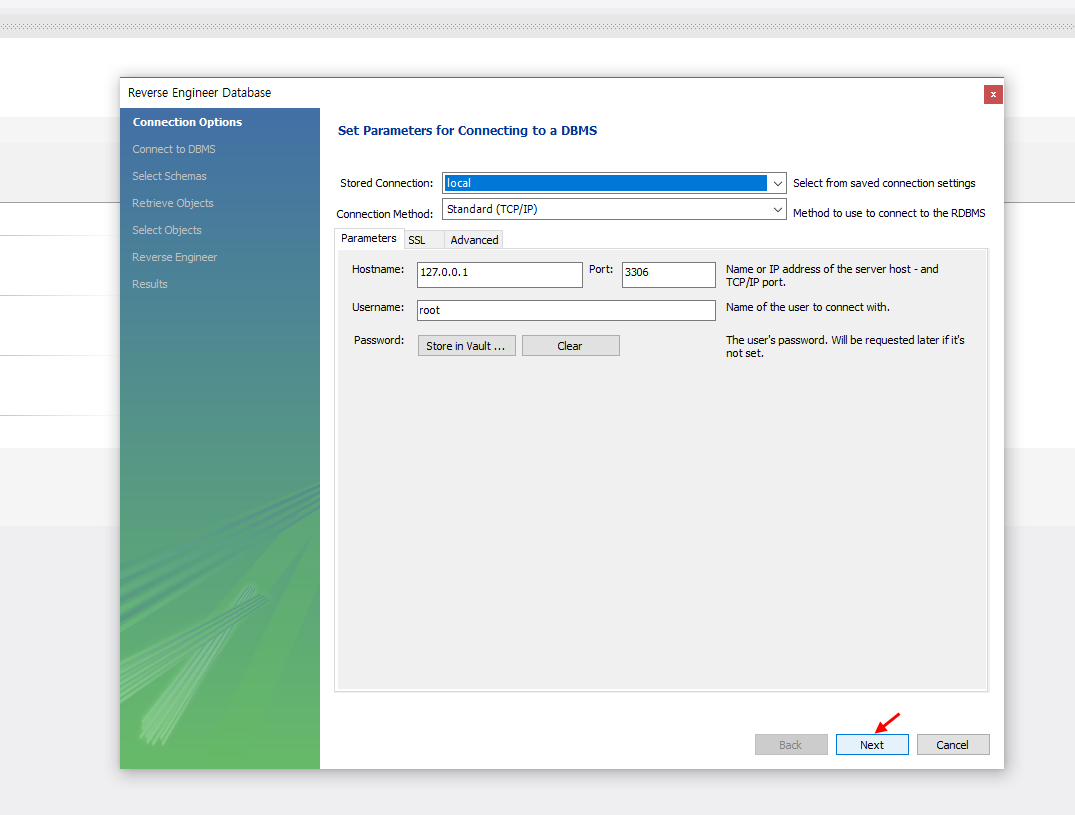 Reverse Engineer Database
x
Connection Options
Connect to DBMS
Select Schemas
Retrieve Objects
Select Objects
Reverse Engineer
Results
Set Parameters for Connecting to a DBMS
Stored Connection: local Select from saved connection settings
Connection Method: Standard (TCP/IP) Method to use to connect to the RDBMS
Parameters SSL Advanced
Hostname: 127.0.0.1 Port: 3306 Name or IP address of the server host - and
TCP/IP port.
Username: root Name of the user to connect with.
Password: Store in Vault ... Clear The user's password. Will be requested later if it's
not set.
Back Next Cancel